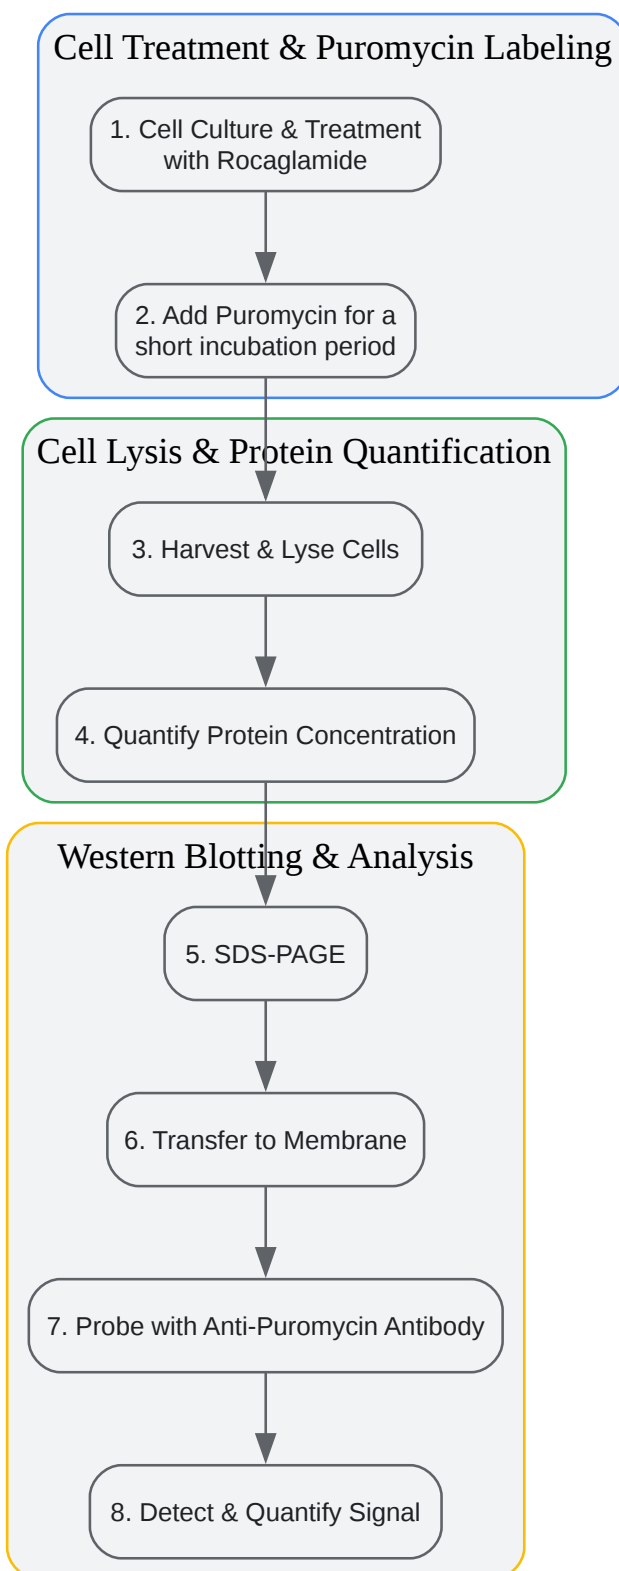 Cell Treatment & Puromycin Labeling
1. Cell Culture & Treatment
with Rocaglamide
2. Add Puromycin for a
short incubation period
Cell Lysis & Protein Quantification
3. Harvest & Lyse Cells
4. Quantify Protein Concentration
Western Blotting & Analysis
5. SDS-PAGE
6. Transfer to Membrane
7. Probe with Anti-Puromycin Antibody
8. Detect & Quantify Signal